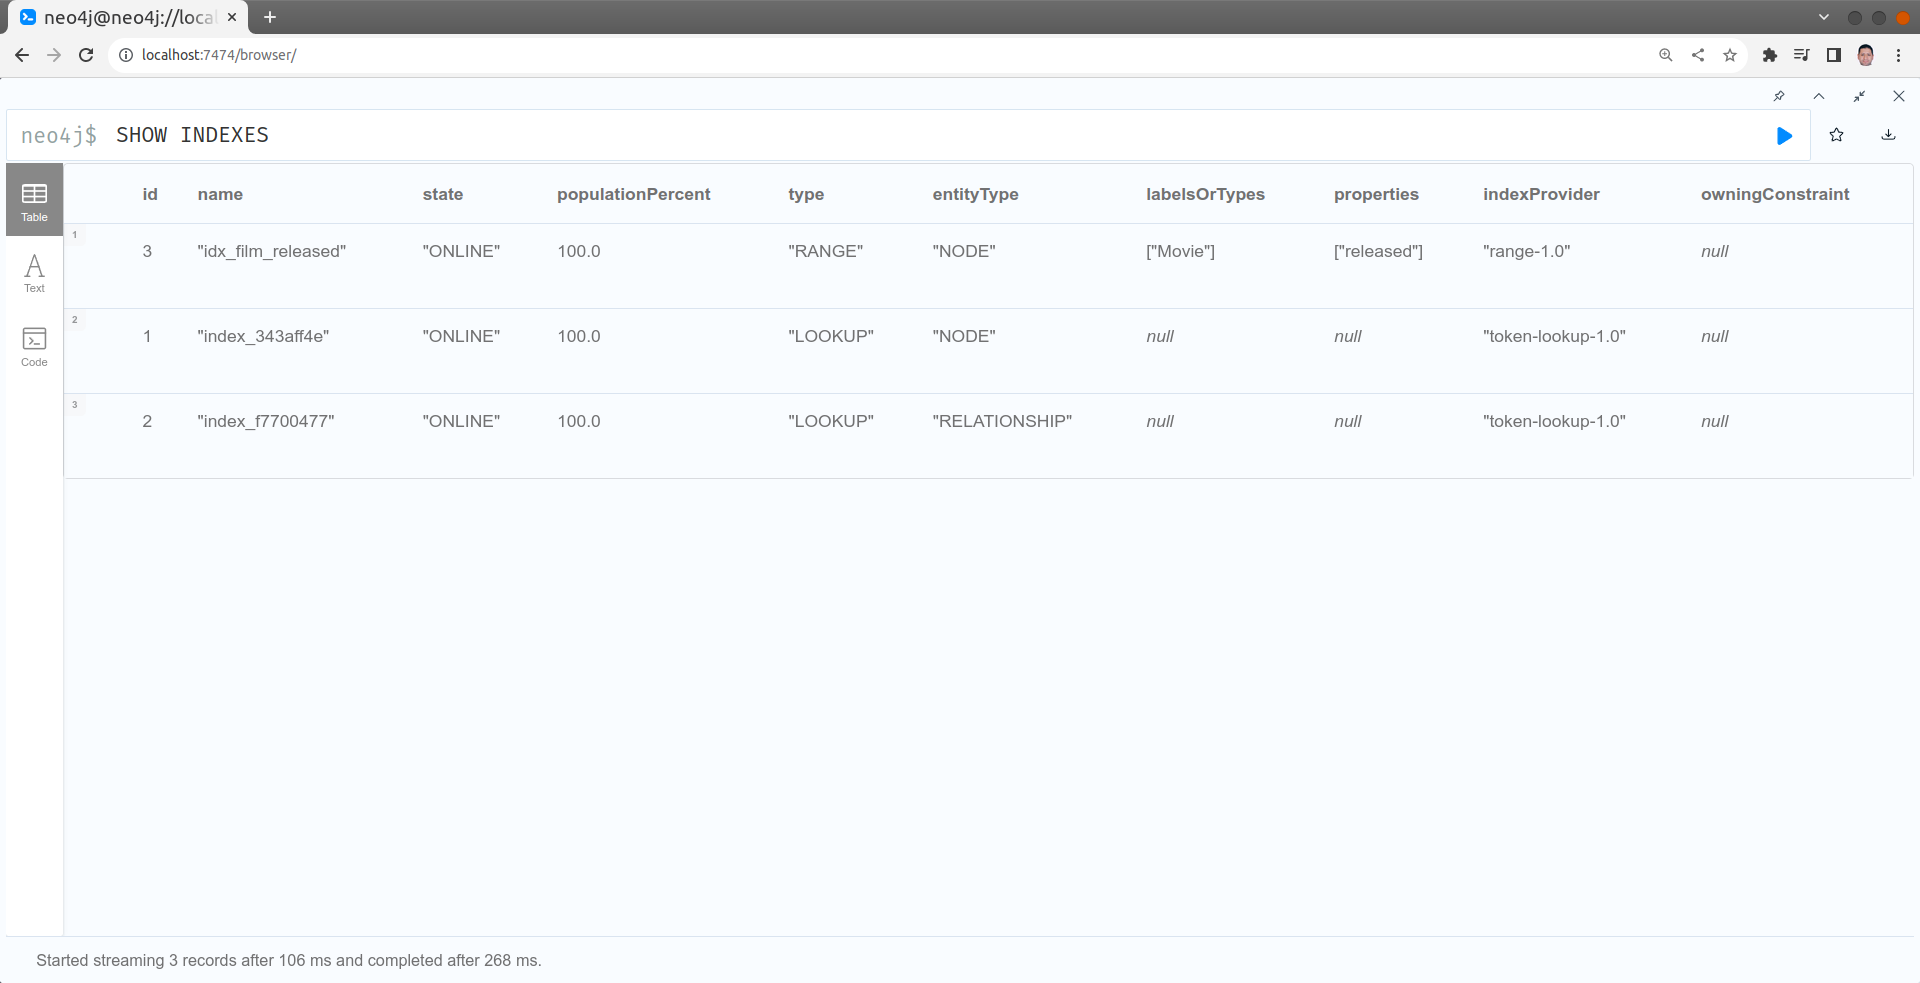 neo4j@neo4j://loca
localhost:7474/browser/
neo4j$ SHOW INDEXES
Table
Text
Code
id name state populationPercent type entityType labelsOrTypes properties indexProvider owningConstraint
1
3 "idx_film_released" "ONLINE" 100.0 "RANGE" "NODE" ["Movie"] ["released"] "range-1.0" null
2
1 "index_343aff4e" "ONLINE" 100.0 "LOOKUP" "NODE" null null "token-lookup-1.0" null
3
2 "index_f7700477" "ONLINE" 100.0 "LOOKUP" "RELATIONSHIP" null null "token-lookup-1.0" null
Started streaming 3 records after 106 ms and completed after 268 ms.